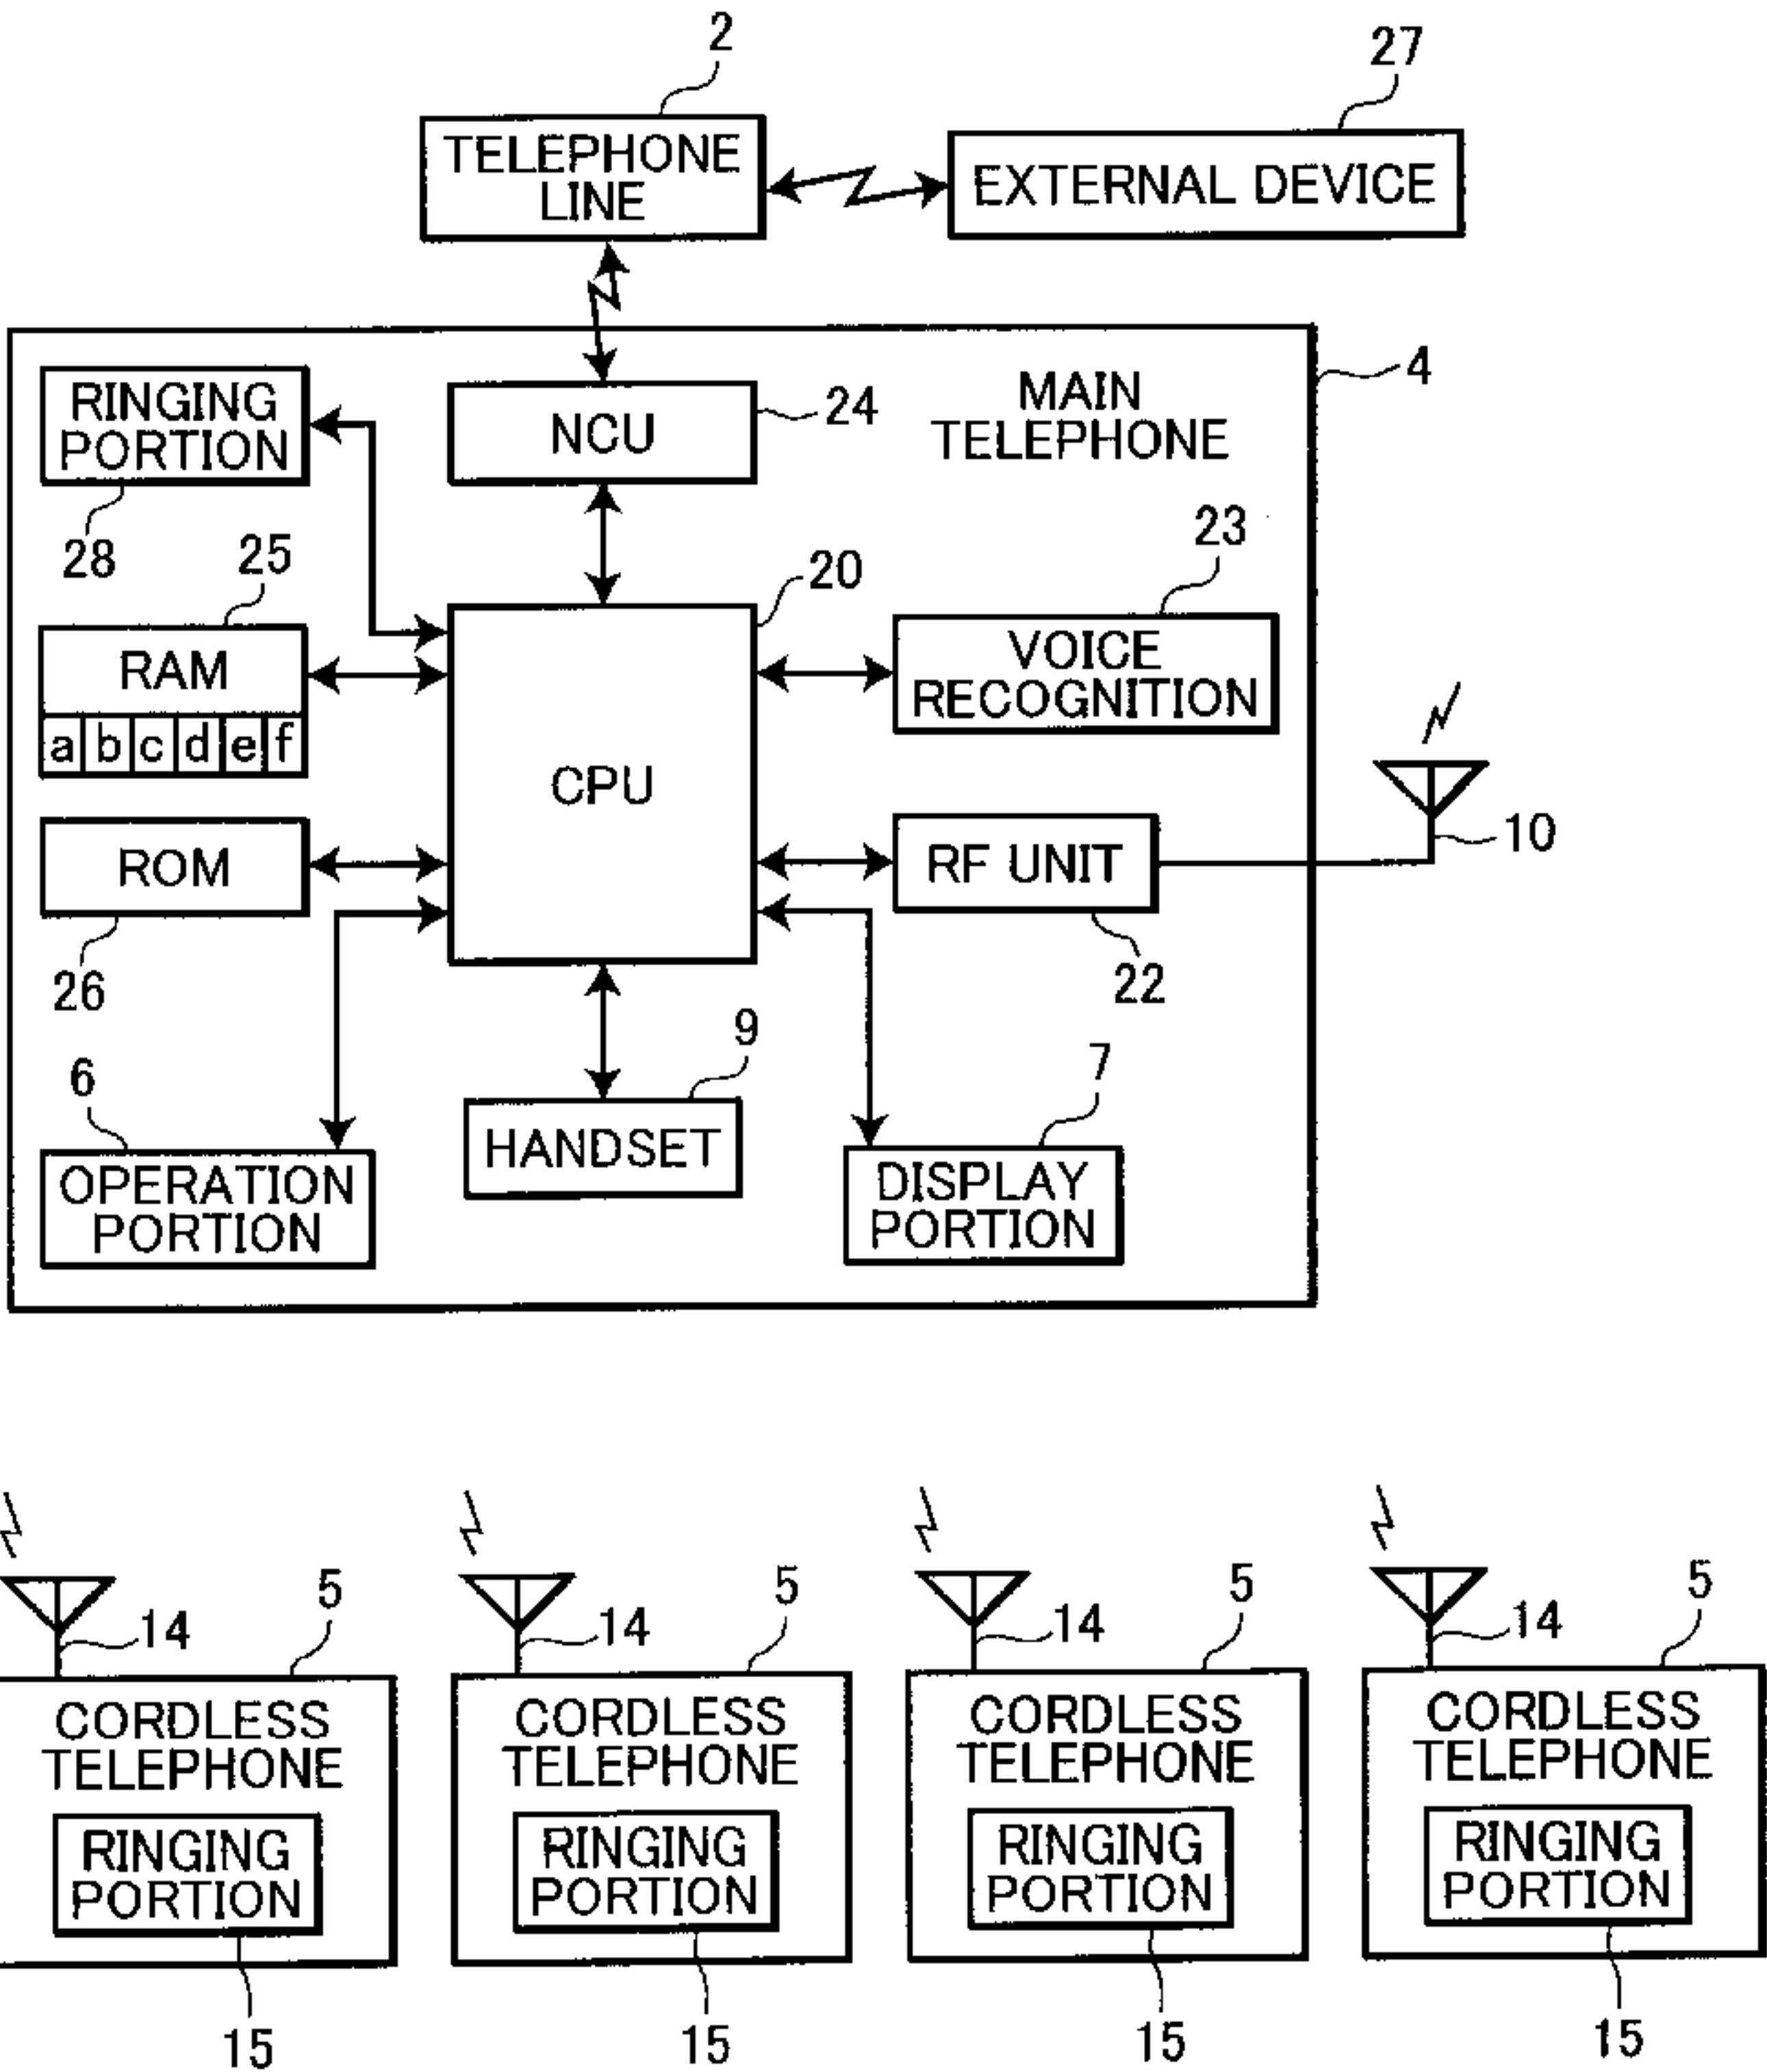 2
27
TELEPHONE
LINE
EXTERNAL DEVICE
4
RINGING
PORTION
28
NCU
24
MAIN
TELEPHONE
25
RAM
a b c d e f
20
CPU
23
VOICE
RECOGNITION
ROM
26
RF UNIT
22
10
6
OPERATION
PORTION
9
HANDSET
7
DISPLAY
PORTION
14
5
CORDLESS
TELEPHONE
RINGING
PORTION
15
14
5
CORDLESS
TELEPHONE
RINGING
PORTION
15
14
5
CORDLESS
TELEPHONE
RINGING
PORTION
15
14
5
CORDLESS
TELEPHONE
RINGING
PORTION
15